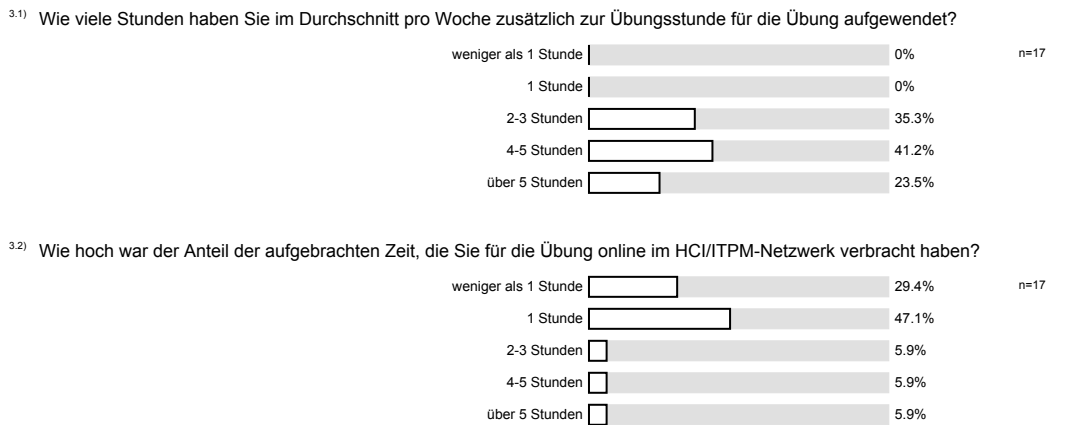 3.1) Wie viele Stunden haben Sie im Durchschnitt pro Woche zusätzlich zur Übungsstunde für die Übung aufgewendet?
weniger als 1 Stunde 0% n=17
1 Stunde 0%
2-3 Stunden 35.3%
4-5 Stunden 41.2%
über 5 Stunden 23.5%
3.2) Wie hoch war der Anteil der aufgebrachten Zeit, die Sie für die Übung online im HCI/ITPM-Netzwerk verbracht haben?
weniger als 1 Stunde 29.4% n=17
1 Stunde 47.1%
2-3 Stunden 5.9%
4-5 Stunden 5.9%
über 5 Stunden 5.9%